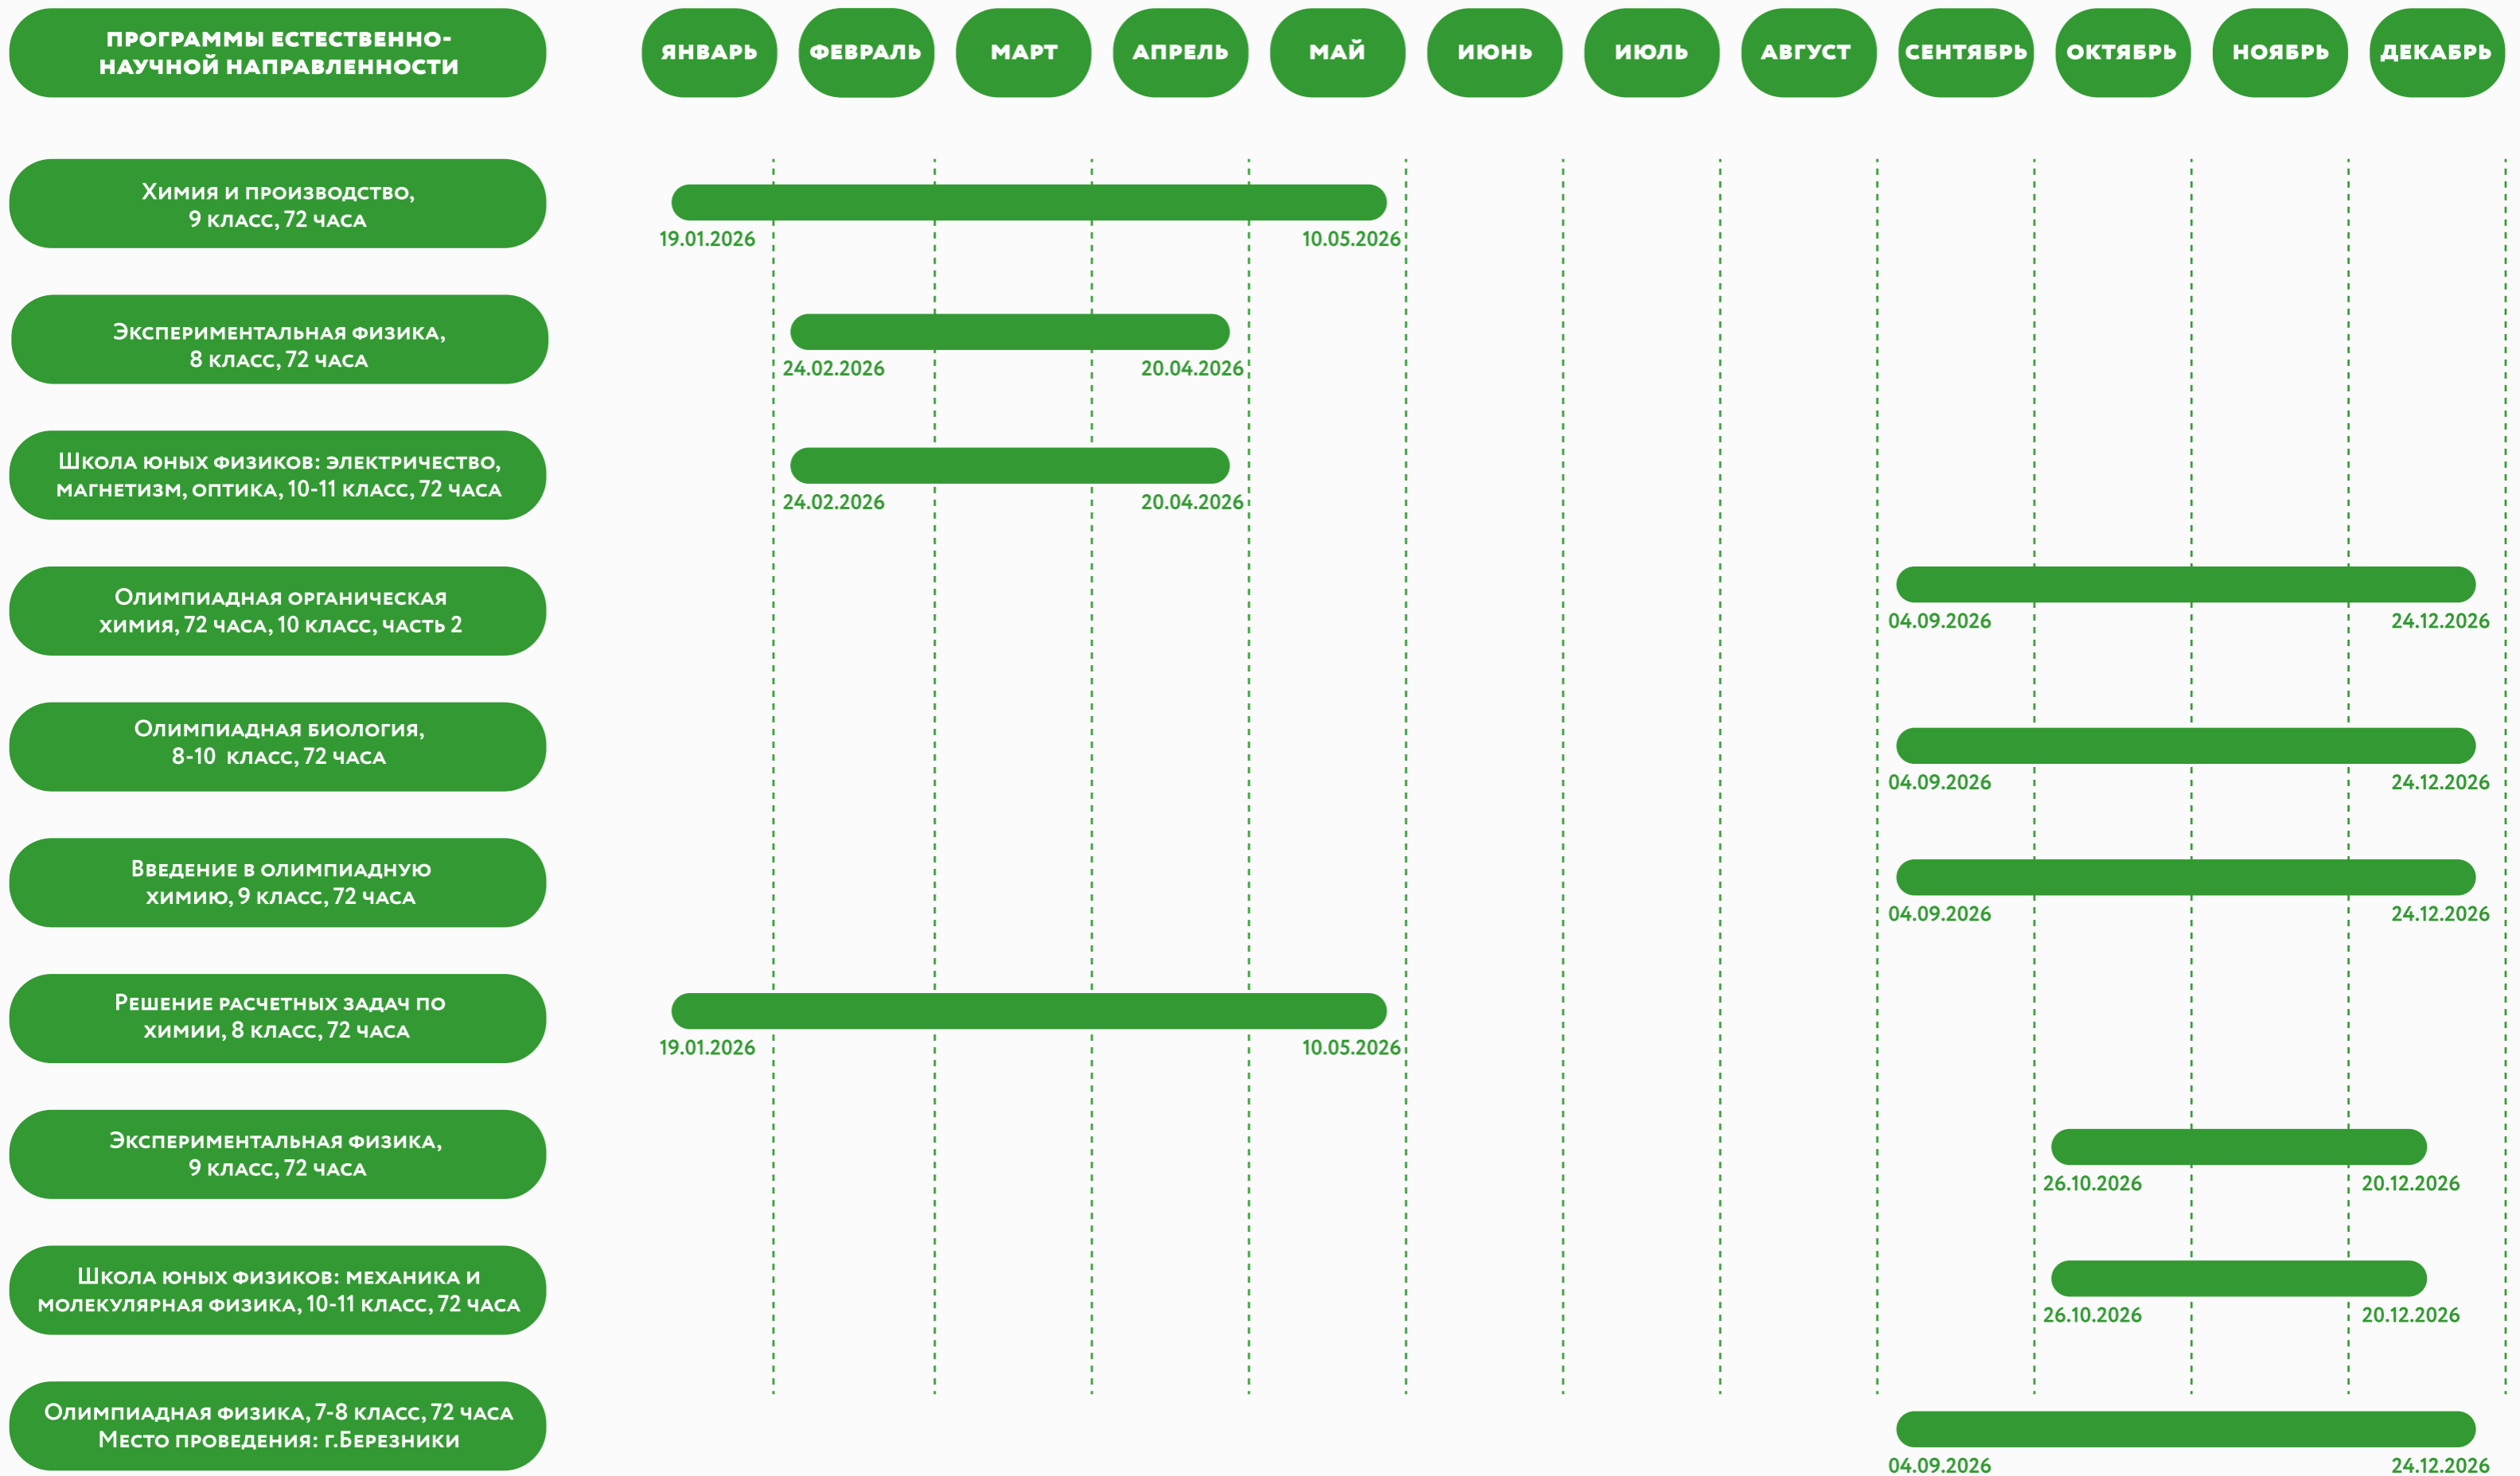 ПРОГРАММЫ ЕСТЕСТВЕННО-
НАУЧНОЙ НАПРАВЛЕННОСТИ
ЯНВАРЬ
ФЕВРАЛЬ
МАРТ
АПРЕЛЬ
МАЙ
ИЮНЬ
ИЮЛЬ
АВГУСТ
СЕНТЯБРЬ
ОКТЯБРЬ
НОЯБРЬ
ДЕКАБРЬ
Химия и производство,
9 класс, 72 часа
19.01.2026
10.05.2026
Экспериментальная физика,
8 класс, 72 часа
24.02.2026
20.04.2026
Школа юных физиков: электричество,
магнетизм, оптика, 10-11 класс, 72 часа
24.02.2026
20.04.2026
Олимпиадная органическая
химия, 72 часа, 10 класс, часть 2
04.09.2026
24.12.2026
Олимпиадная биология,
8-10 класс, 72 часа
04.09.2026
24.12.2026
Введение в олимпиадную
химию, 9 класс, 72 часа
04.09.2026
24.12.2026
Решение расчетных задач по
химии, 8 класс, 72 часа
19.01.2026
10.05.2026
Экспериментальная физика,
9 класс, 72 часа
26.10.2026
20.12.2026
Школа юных физиков: механика и
молекулярная физика, 10-11 класс, 72 часа
26.10.2026
20.12.2026
Олимпиадная физика, 7-8 класс, 72 часа
Место проведения: г.Березники
04.09.2026
24.12.2026